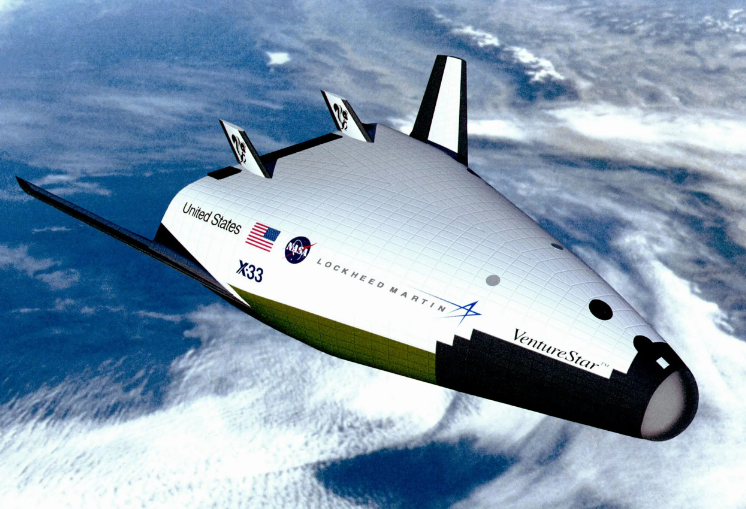 United States
NASA
X-33
LOCKHEED MARTIN
VentureStar™